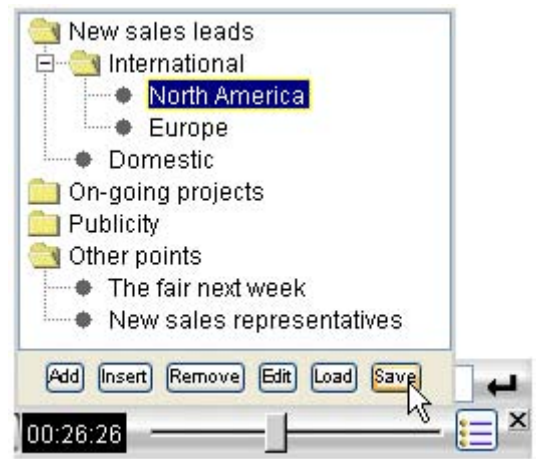 New sales leads
International
North America
Europe
Domestic
On-going projects
Publicity
Other points
The fair next week
New sales representatives
Add Insert Remove Edit Load Save
00:26:26